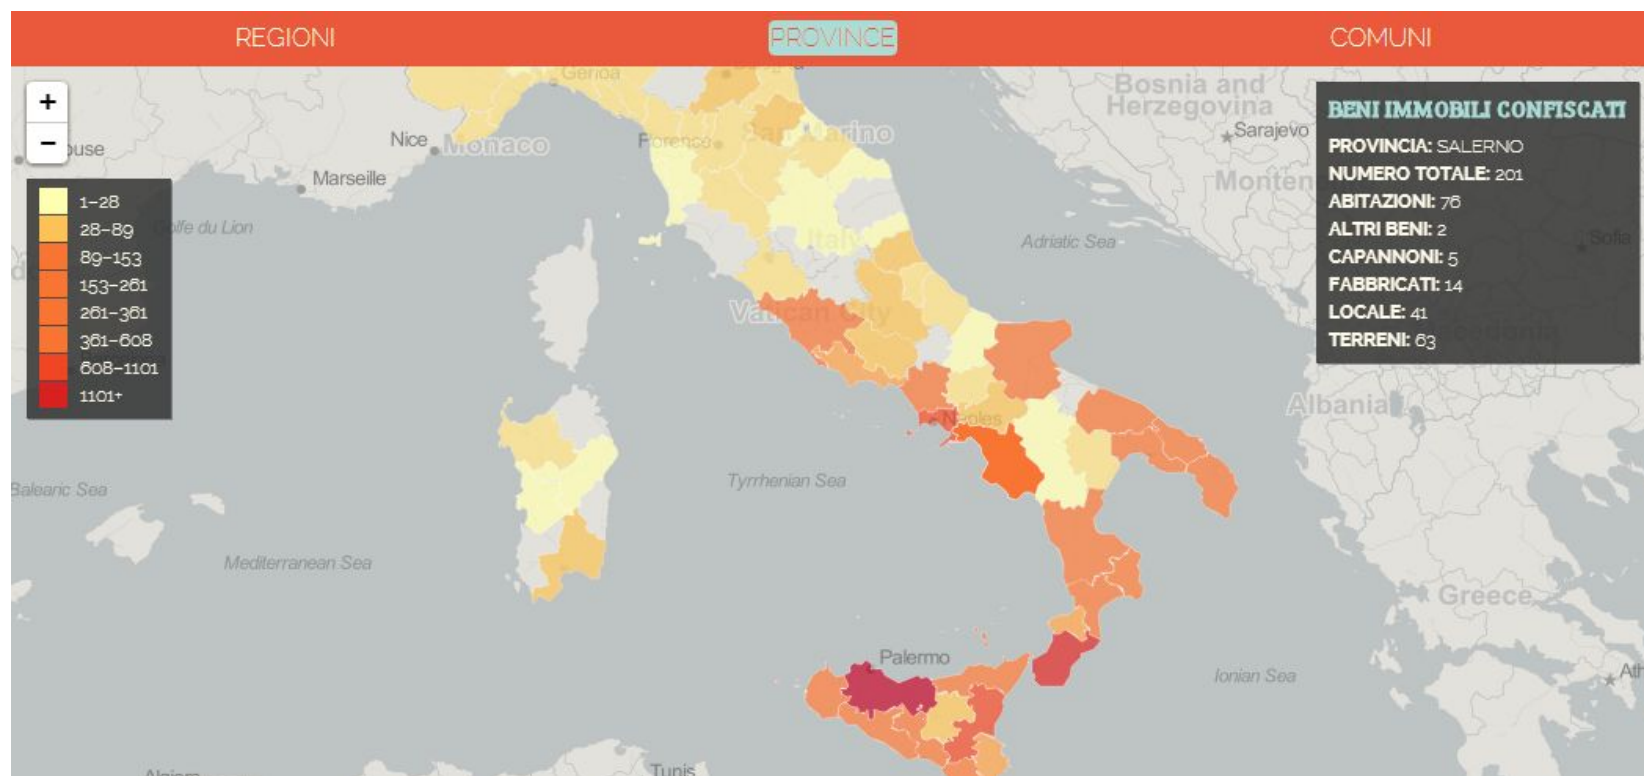 REGIONI
PROVINCE
COMUNI
+
−
1–28
28–89
89–153
153–261
261–361
361–608
608–1101
1101+
BENI IMMOBILI CONFISCATI
PROVINCIA: SALERNO
NUMERO TOTALE: 201
ABITAZIONI: 76
ALTRI BENI: 2
CAPANNONI: 5
FABBRICATI: 14
LOCALE: 41
TERRENI: 63
Genoa
Bosnia and
Herzegovina
Sarajevo
Nice
Monaco
Florence
San Marino
Marseille
Golfe du Lion
Italy
Adriatic Sea
Sofia
Vatican City
Macedonia
Albania
Naples
Tyrrhenian Sea
Balearic Sea
Mediterranean Sea
Greece
Palermo
Ionian Sea
Ath
Tunis